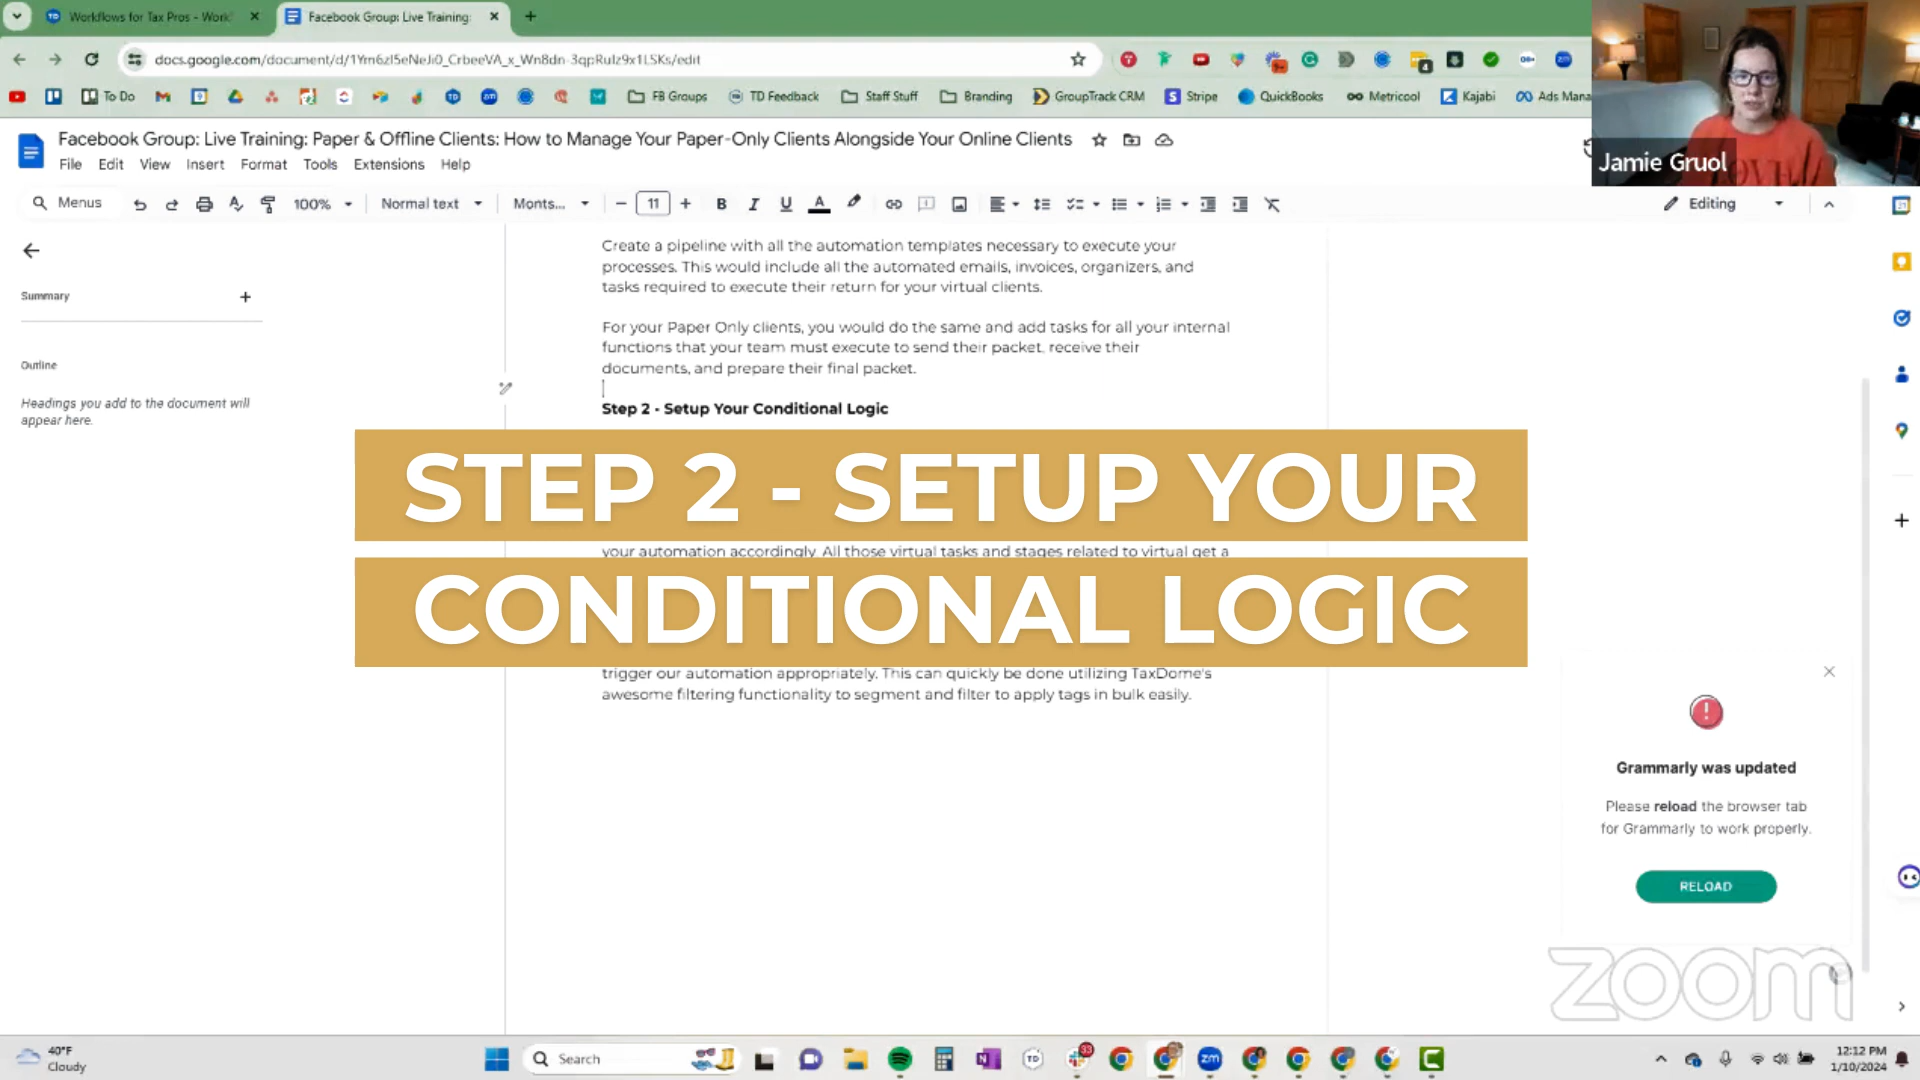 Workflows for Tax Pros - Work
Facebook Group: Live Training:
docs.google.com/document/d/1Ym6zI5eNeJi0_CrbeeVA_x_Wn8dn-3qpRulz9x1LSKs/edit
To Do
FB Groups
TD Feedback
Staff Stuff
Branding
GroupTrack CRM
Stripe
QuickBooks
Metricool
Kajabi
Ads Mana
Facebook Group: Live Training: Paper & Offline Clients: How to Manage Your Paper-Only Clients Alongside Your Online Clients
File Edit View Insert Format Tools Extensions Help
Jamie Gruol
Menus
100%
Normal text
Monts...
11
Editing
Summary
Outline
Headings you add to the document will
appear here.
Create a pipeline with all the automation templates necessary to execute your
processes. This would include all the automated emails, invoices, organizers, and
tasks required to execute their return for your virtual clients.
For your Paper Only clients, you would do the same and add tasks for all your internal
functions that your team must execute to send their packet, receive their
documents, and prepare their final packet.
Step 2 - Setup Your Conditional Logic
STEP 2 - SETUP YOUR
your automation accordingly. All those virtual tasks and stages related to virtual get a
CONDITIONAL LOGIC
trigger our automation appropriately. This can quickly be done utilizing TaxDome's
awesome filtering functionality to segment and filter to apply tags in bulk easily.
Grammarly was updated
Please reload the browser tab
for Grammarly to work properly.
RELOAD
zoom
40°F
Cloudy
Search
33
12:12 PM
1/10/2024